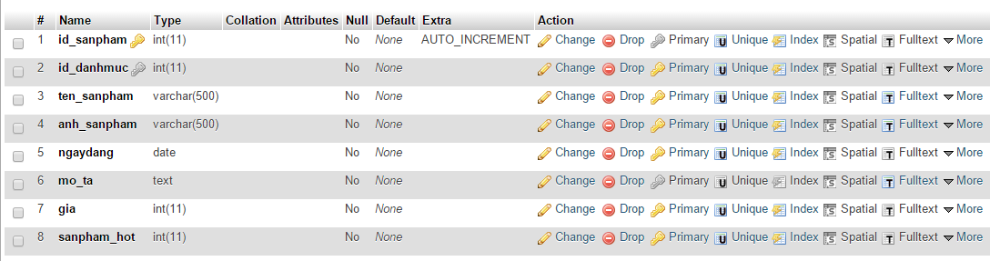 # Name Type Collation Attributes Null Default Extra Action
1 id_sanpham int(11) No None AUTO_INCREMENT Change Drop Primary Unique Index Spatial Fulltext More
2 id_danhmuc int(11) No None Change Drop Primary Unique Index Spatial Fulltext More
3 ten_sanpham varchar(500) No None Change Drop Primary Unique Index Spatial Fulltext More
4 anh_sanpham varchar(500) No None Change Drop Primary Unique Index Spatial Fulltext More
5 ngaydang date No None Change Drop Primary Unique Index Spatial Fulltext More
6 mo_ta text No None Change Drop Primary Unique Index Spatial Fulltext More
7 gia int(11) No None Change Drop Primary Unique Index Spatial Fulltext More
8 sanpham_hot int(11) No None Change Drop Primary Unique Index Spatial Fulltext More